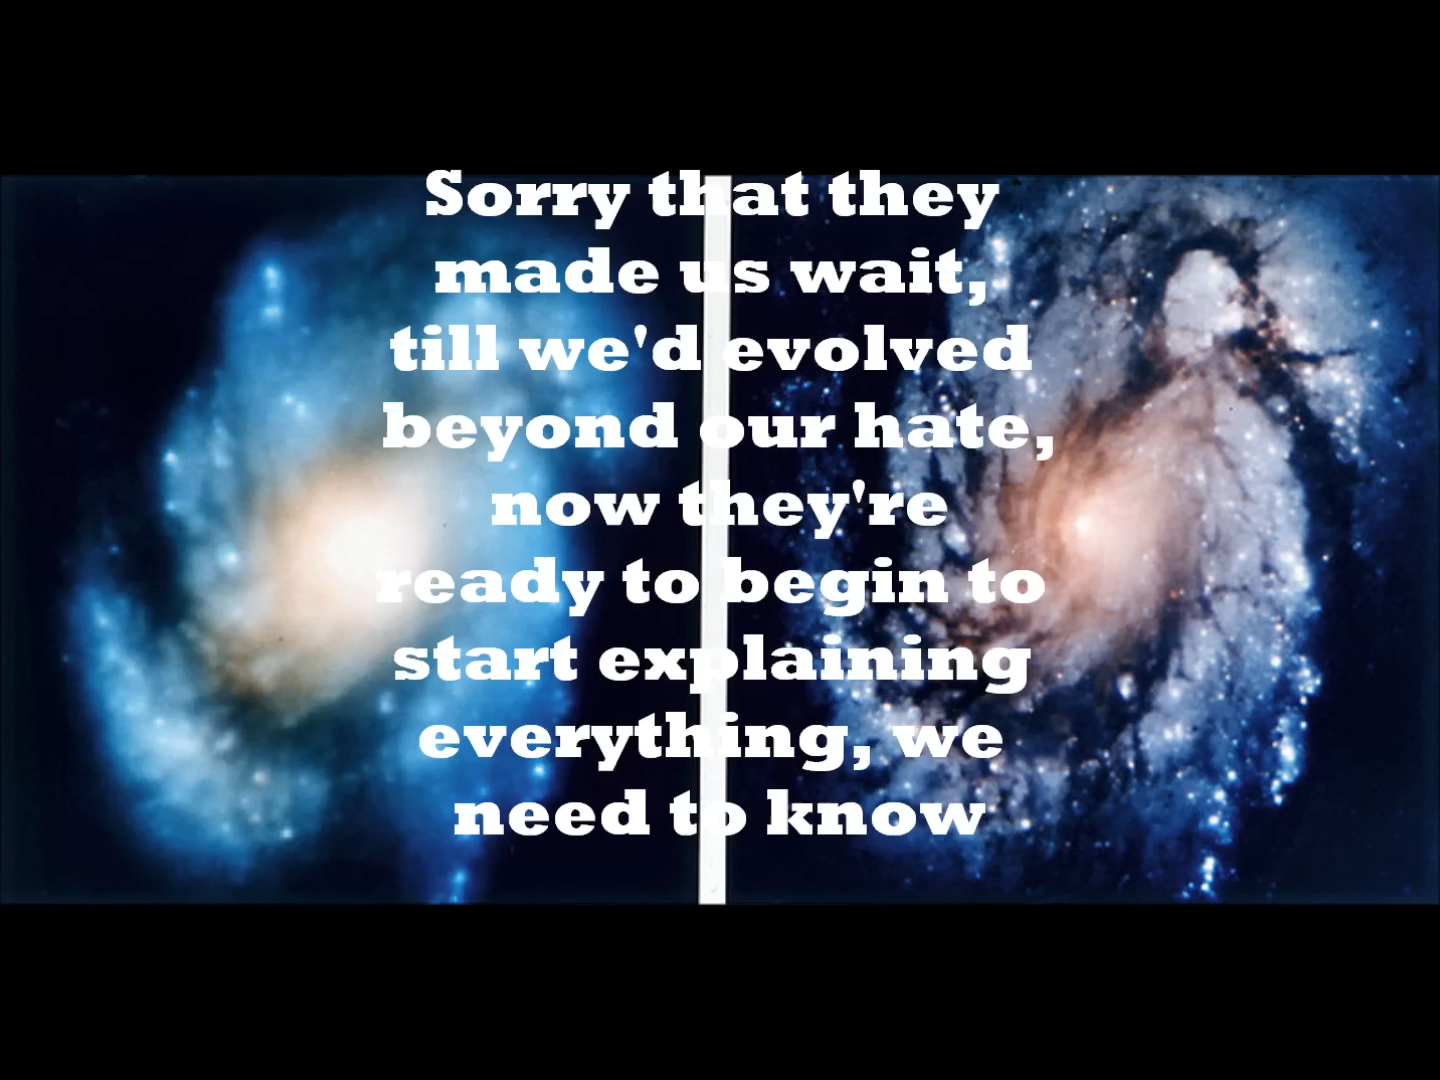 Sorry that they
made us wait,
till we'd evolved
beyond our hate,
now they're
ready to begin to
start explaining
everything, we
need to know